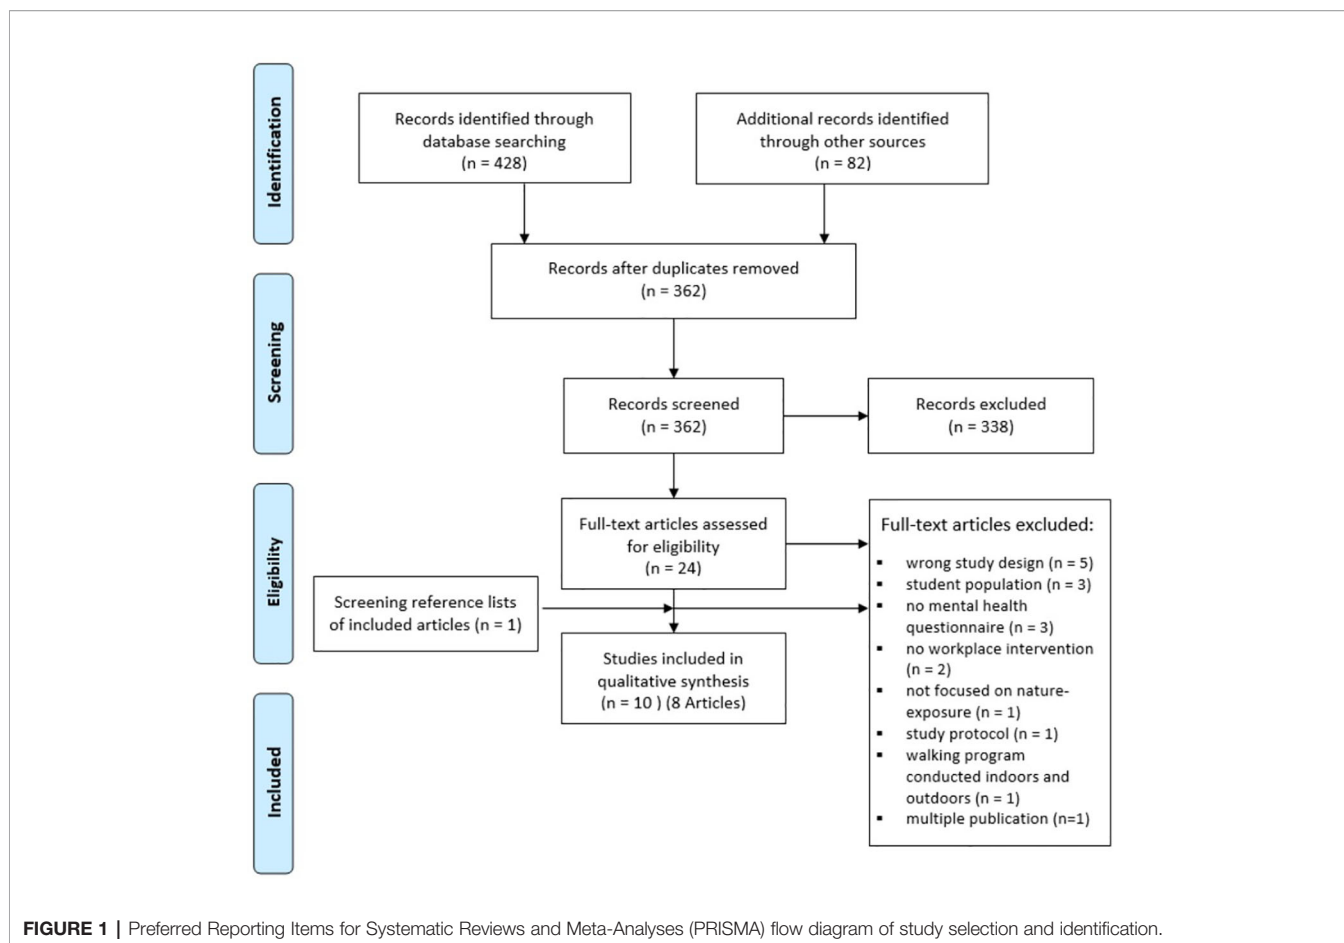 Identification
Records identified through
database searching
(n = 428)
Additional records identified
through other sources
(n = 82)
Records after duplicates removed
(n = 362)
Screening
Records screened
(n = 362)
Records excluded
(n = 338)
Eligibility
Full-text articles assessed
for eligibility
(n = 24)
Full-text articles excluded:
▪ wrong study design (n = 5)
▪ student population (n = 3)
▪ no mental health
questionnaire (n = 3)
▪ no workplace intervention
(n = 2)
▪ not focused on nature-
exposure (n = 1)
▪ study protocol (n = 1)
▪ walking program
conducted indoors and
outdoors (n = 1)
▪ multiple publication (n=1)
Screening reference lists
of included articles (n = 1)
Studies included in
qualitative synthesis
(n = 10 ) (8 Articles)
Included
FIGURE 1 | Preferred Reporting Items for Systematic Reviews and Meta-Analyses (PRISMA) flow diagram of study selection and identification.